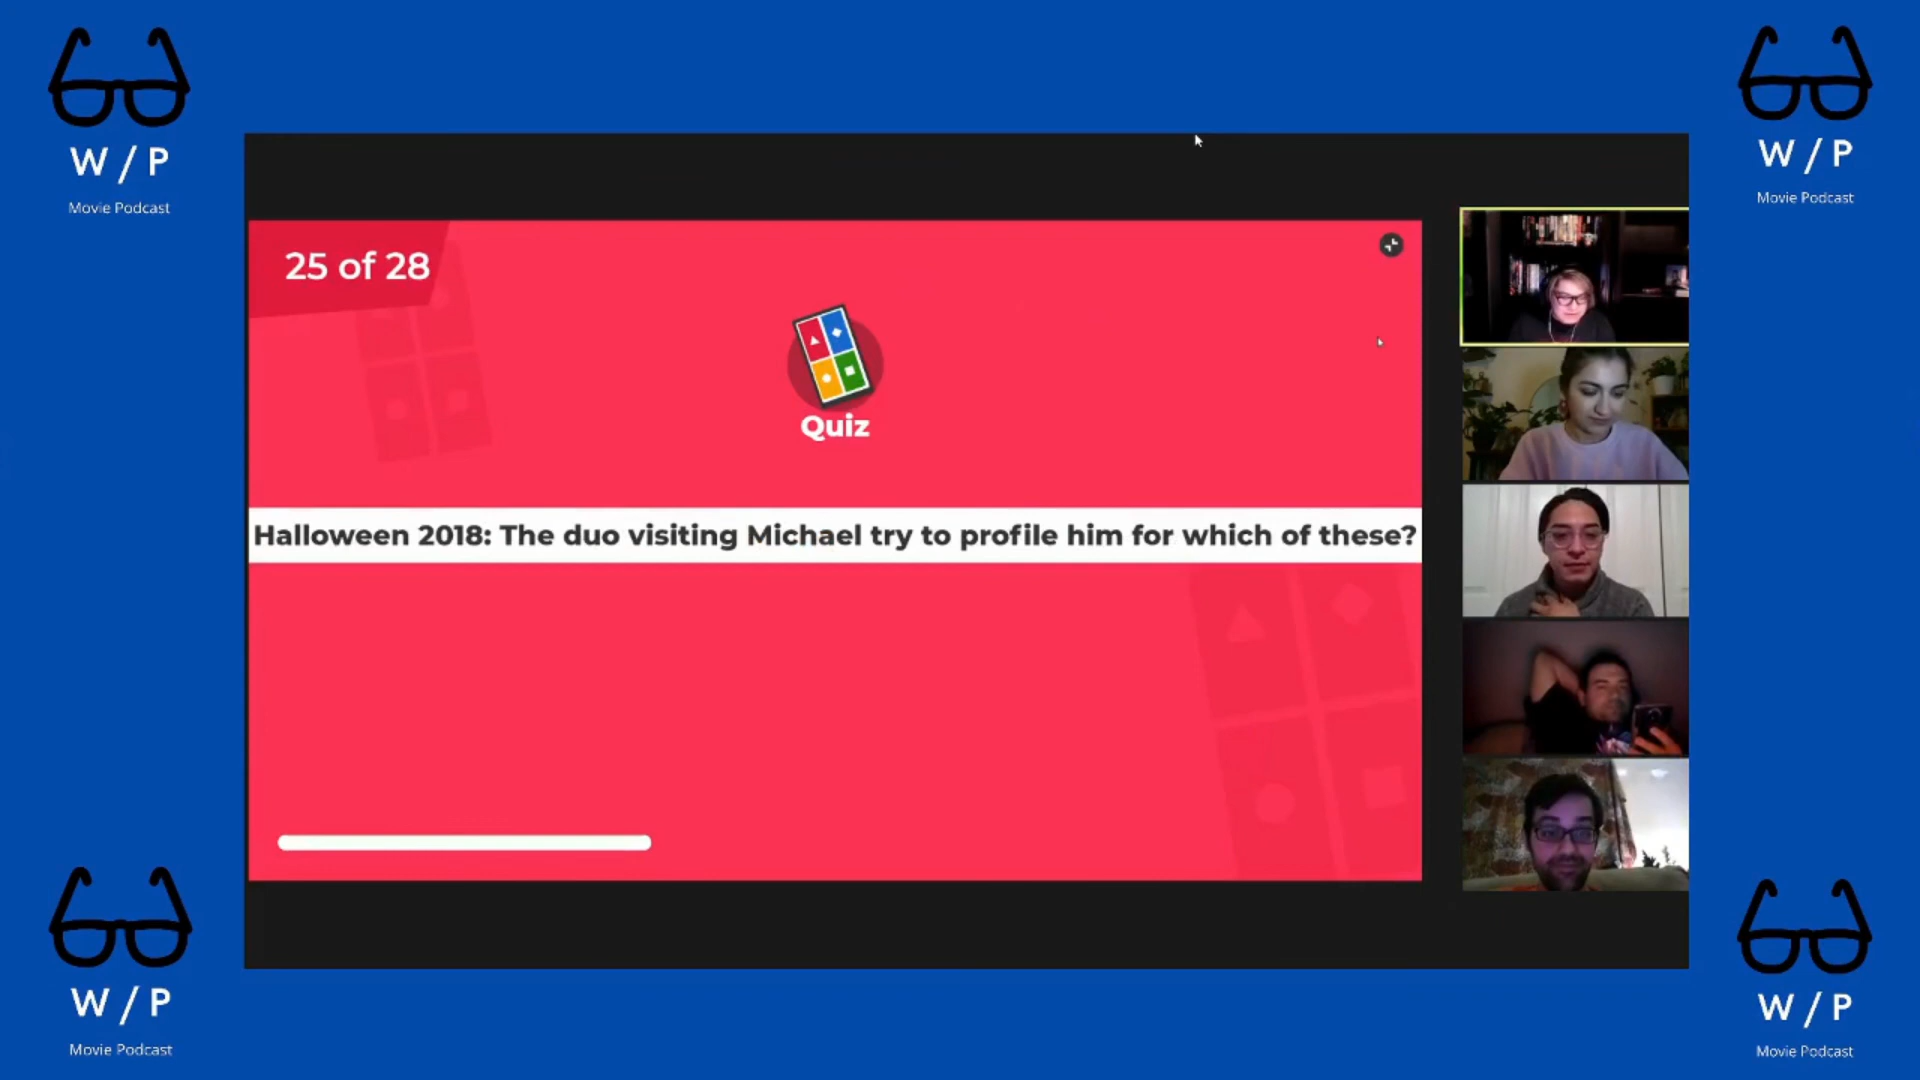 W/P
Movie Podcast
W/P
Movie Podcast
25 of 28
Quiz
Halloween 2018: The duo visiting Michael try to profile him for which of these?
W/P
Movie Podcast
W/P
Movie Podcast